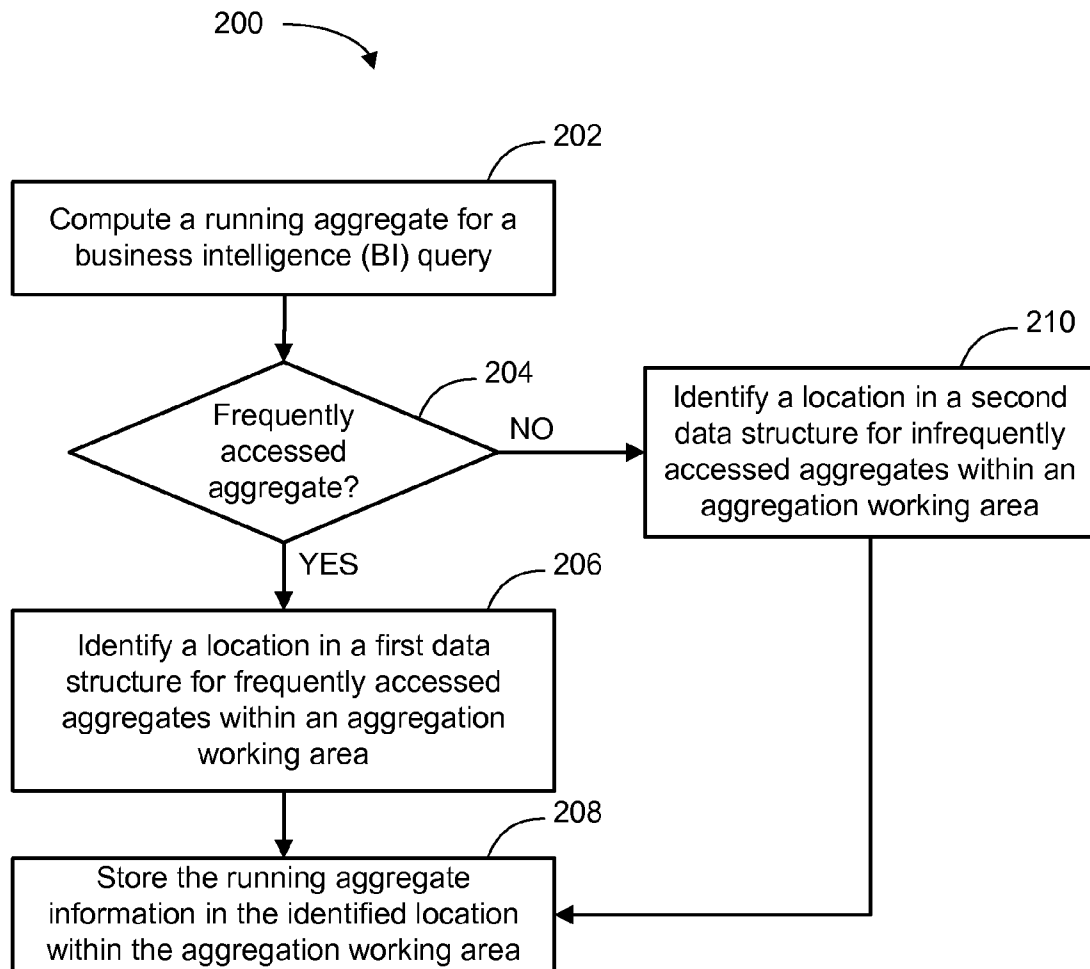 200
202
Compute a running aggregate for a
business intelligence (BI) query
204
Frequently
accessed
aggregate?
NO
YES
210
Identify a location in a second
data structure for infrequently
accessed aggregates within an
aggregation working area
206
Identify a location in a first data
structure for frequently accessed
aggregates within an aggregation
working area
208
Store the running aggregate
information in the identified location
within the aggregation working area